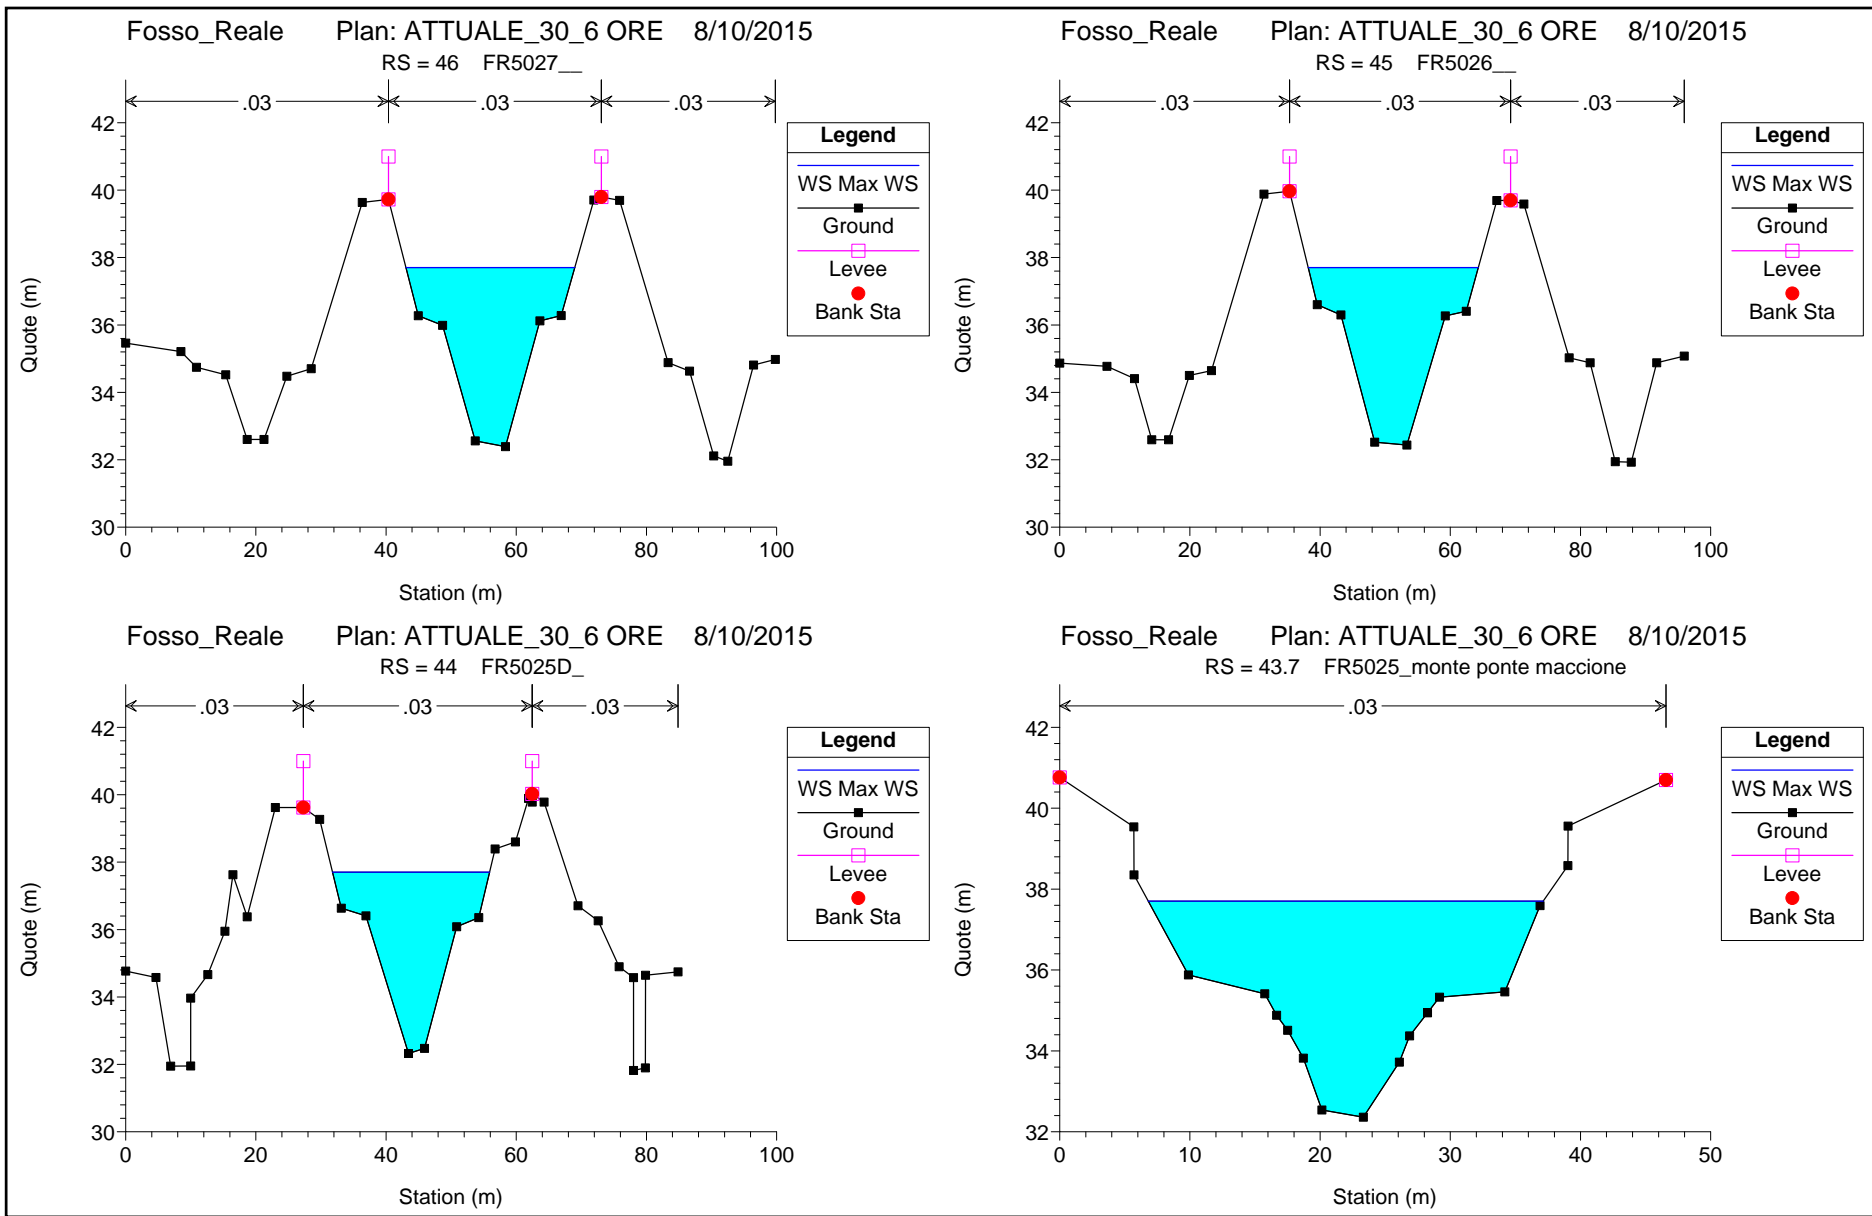 Fosso_Reale Plan: ATTUALE_30_6 ORE 8/10/2015
RS = 46 FR5027__
.03 .03 .03
42
40
38
36
34
32
30
0 20 40 60 80 100
Quote (m)
Station (m)
Legend
WS Max WS
Ground
Levee
Bank Sta
Fosso_Reale Plan: ATTUALE_30_6 ORE 8/10/2015
RS = 45 FR5026__
.03 .03 .03
42
40
38
36
34
32
30
0 20 40 60 80 100
Quote (m)
Station (m)
Legend
WS Max WS
Ground
Levee
Bank Sta
Fosso_Reale Plan: ATTUALE_30_6 ORE 8/10/2015
RS = 44 FR5025D_
.03 .03 .03
42
40
38
36
34
32
30
0 20 40 60 80 100
Quote (m)
Station (m)
Legend
WS Max WS
Ground
Levee
Bank Sta
Fosso_Reale Plan: ATTUALE_30_6 ORE 8/10/2015
RS = 43.7 FR5025_monte ponte maccione
.03
42
40
38
36
34
32
0 10 20 30 40 50
Quote (m)
Station (m)
Legend
WS Max WS
Ground
Levee
Bank Sta